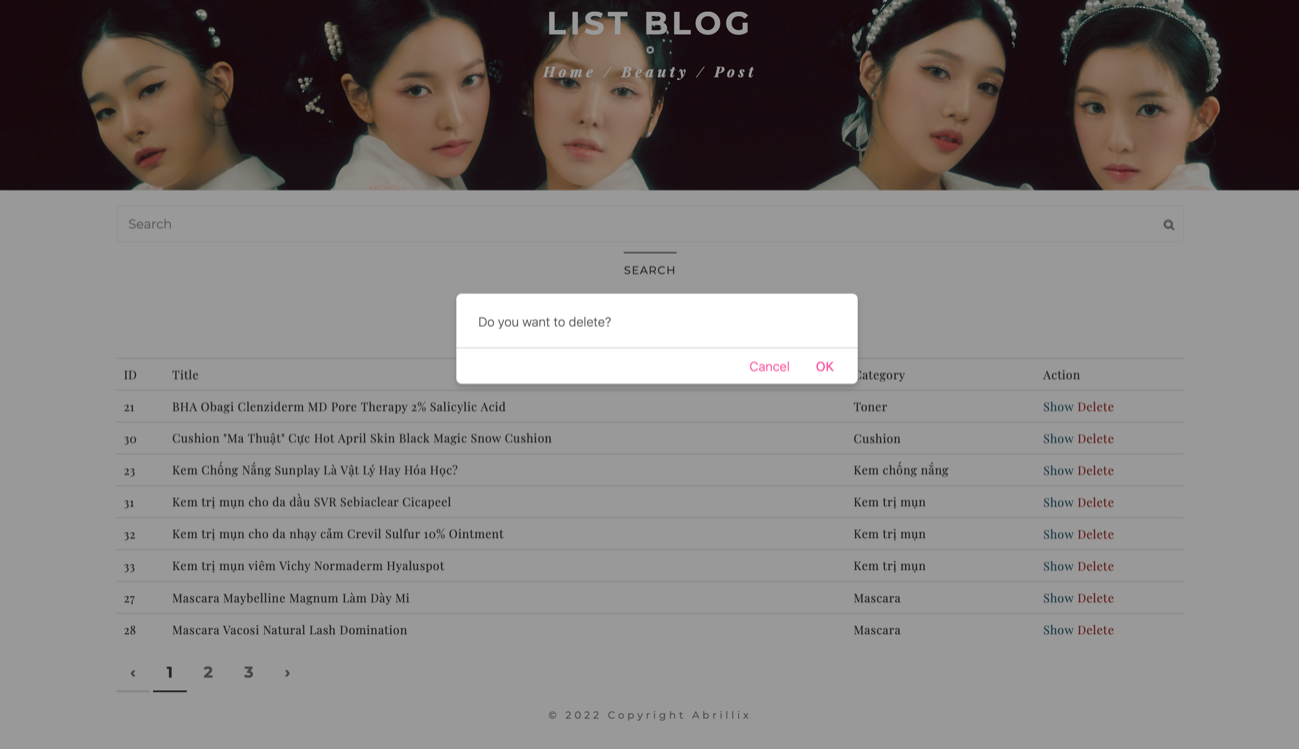 LIST BLOG
Home / Beauty / Post
Search
SEARCH
Do you want to delete?
Cancel OK
ID Title Category Action
21 BHA Obagi Clenziderm MD Pore Therapy 2% Salicylic Acid Toner Show Delete
30 Cushion "Ma Thuật" Cực Hot April Skin Black Magic Snow Cushion Cushion Show Delete
23 Kem Chống Nắng Sunplay Là Vật Lý Hay Hóa Học? Kem chống nắng Show Delete
31 Kem trị mụn cho da dầu SVR Sebiaclear Cicapeel Kem trị mụn Show Delete
32 Kem trị mụn cho da nhạy cảm Crevil Sulfur 10% Ointment Kem trị mụn Show Delete
33 Kem trị mụn viêm Vichy Normaderm Hyaluspot Kem trị mụn Show Delete
27 Mascara Maybelline Magnum Làm Dày Mi Mascara Show Delete
28 Mascara Vacosi Natural Lash Domination Mascara Show Delete
‹ 1 2 3 ›
© 2022 Copyright Abrillix